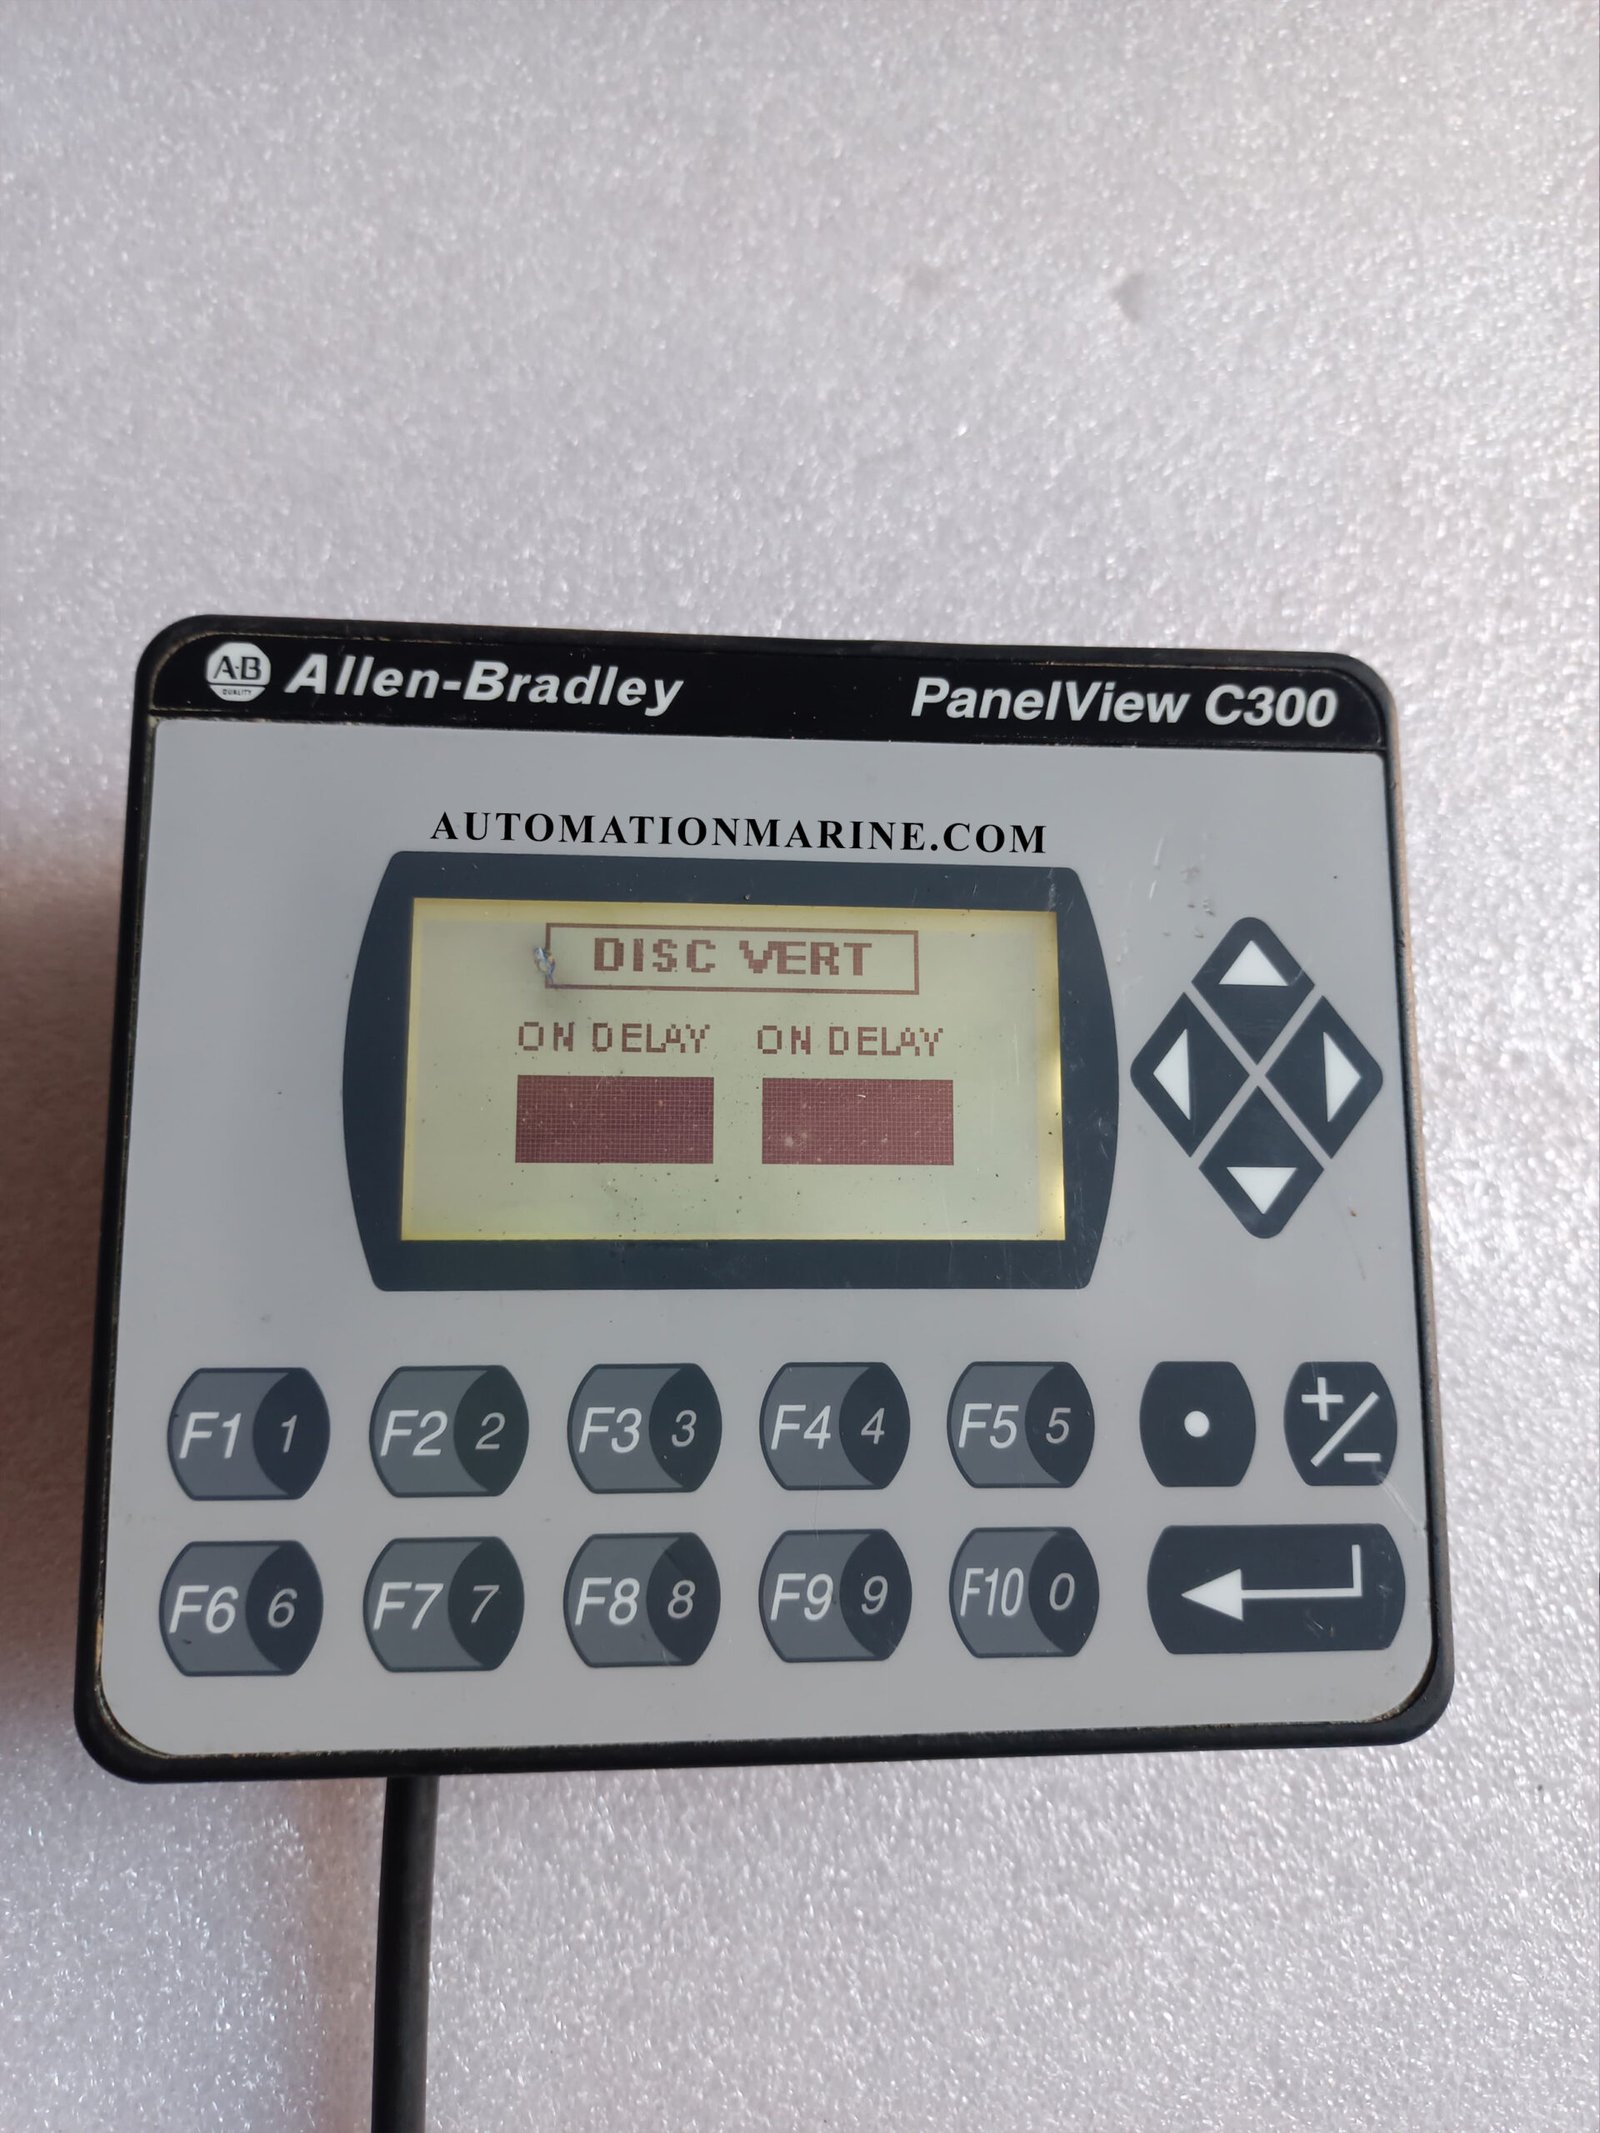 A-B
QUALITY
Allen-Bradley
PanelView C300
AUTOMATIONMARINE.COM
DISC VERT
ON DELAY ON DELAY
F1 1 F2 2 F3 3 F4 4 F5 5 • +/-
F6 6 F7 7 F8 8 F9 9 F10 0